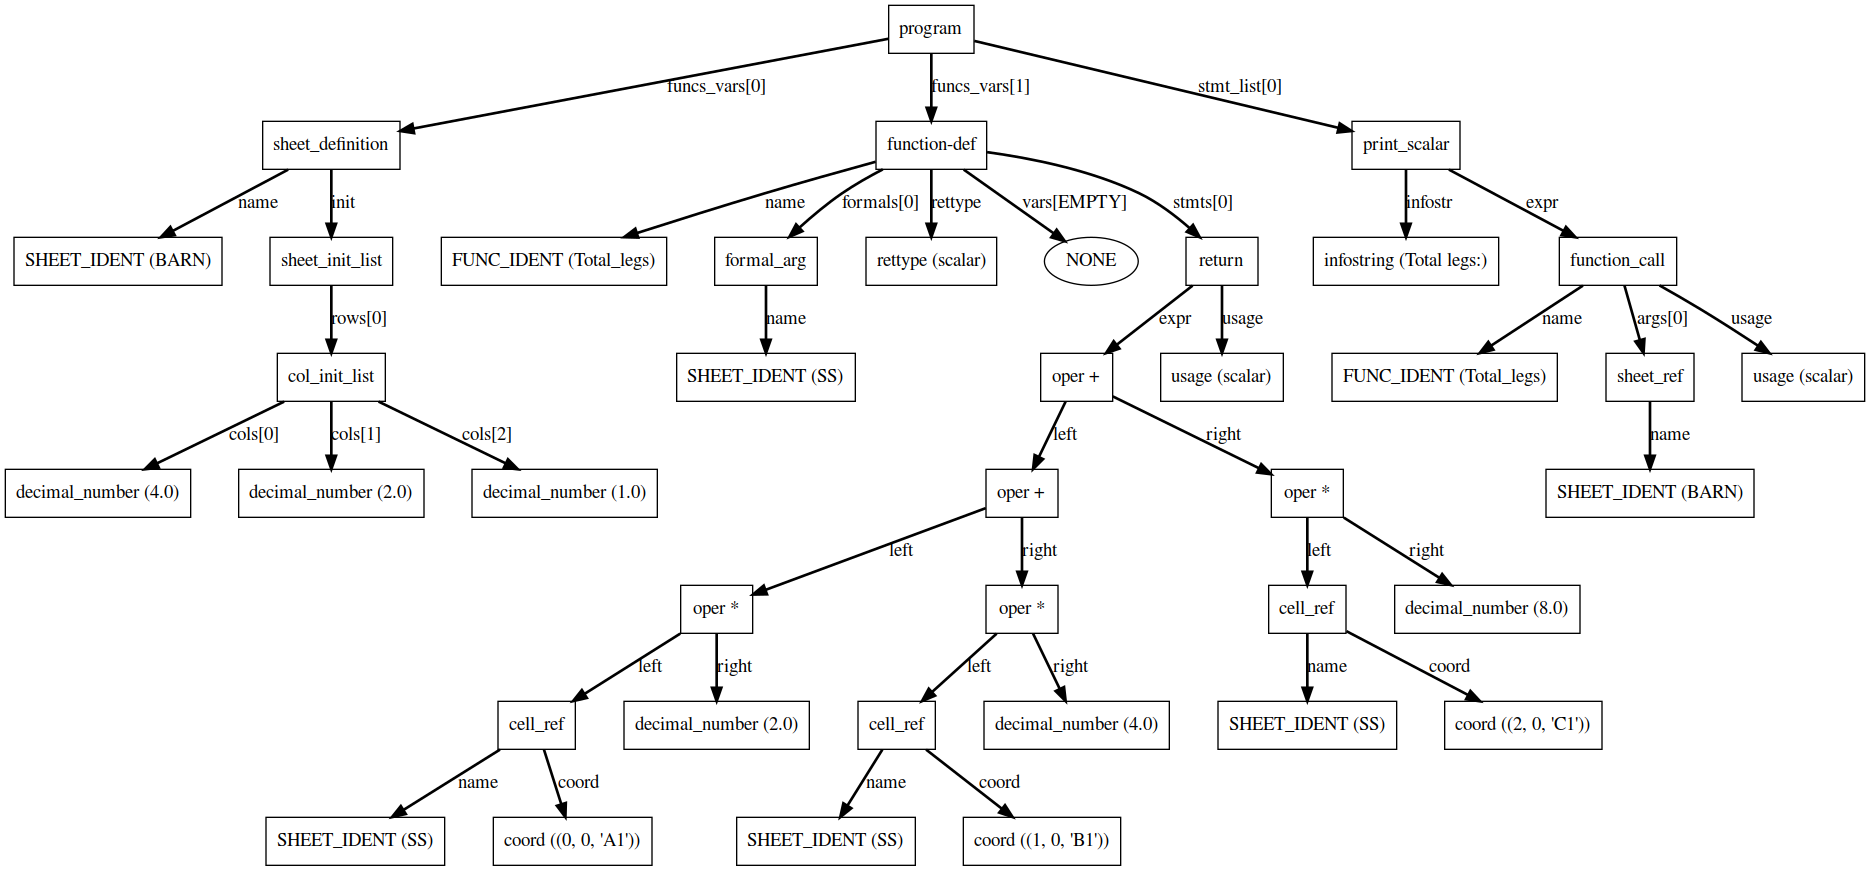 program
funcs_vars[0]
funcs_vars[1]
stmt_list[0]
sheet_definition
function-def
print_scalar
name
init
name
formals[0]
rettype
vars[EMPTY]
stmts[0]
infostr
expr
SHEET_IDENT (BARN)
sheet_init_list
FUNC_IDENT (Total_legs)
formal_arg
rettype (scalar)
NONE
return
infostring (Total legs:)
function_call
rows[0]
name
expr
usage
name
args[0]
usage
col_init_list
SHEET_IDENT (SS)
oper +
usage (scalar)
FUNC_IDENT (Total_legs)
sheet_ref
usage (scalar)
cols[0]
cols[1]
cols[2]
left
right
name
decimal_number (4.0)
decimal_number (2.0)
decimal_number (1.0)
oper +
oper *
SHEET_IDENT (BARN)
left
right
left
right
oper *
oper *
cell_ref
decimal_number (8.0)
left
right
left
right
name
coord
cell_ref
decimal_number (2.0)
cell_ref
decimal_number (4.0)
SHEET_IDENT (SS)
coord ((2, 0, 'C1'))
name
coord
name
coord
SHEET_IDENT (SS)
coord ((0, 0, 'A1'))
SHEET_IDENT (SS)
coord ((1, 0, 'B1'))